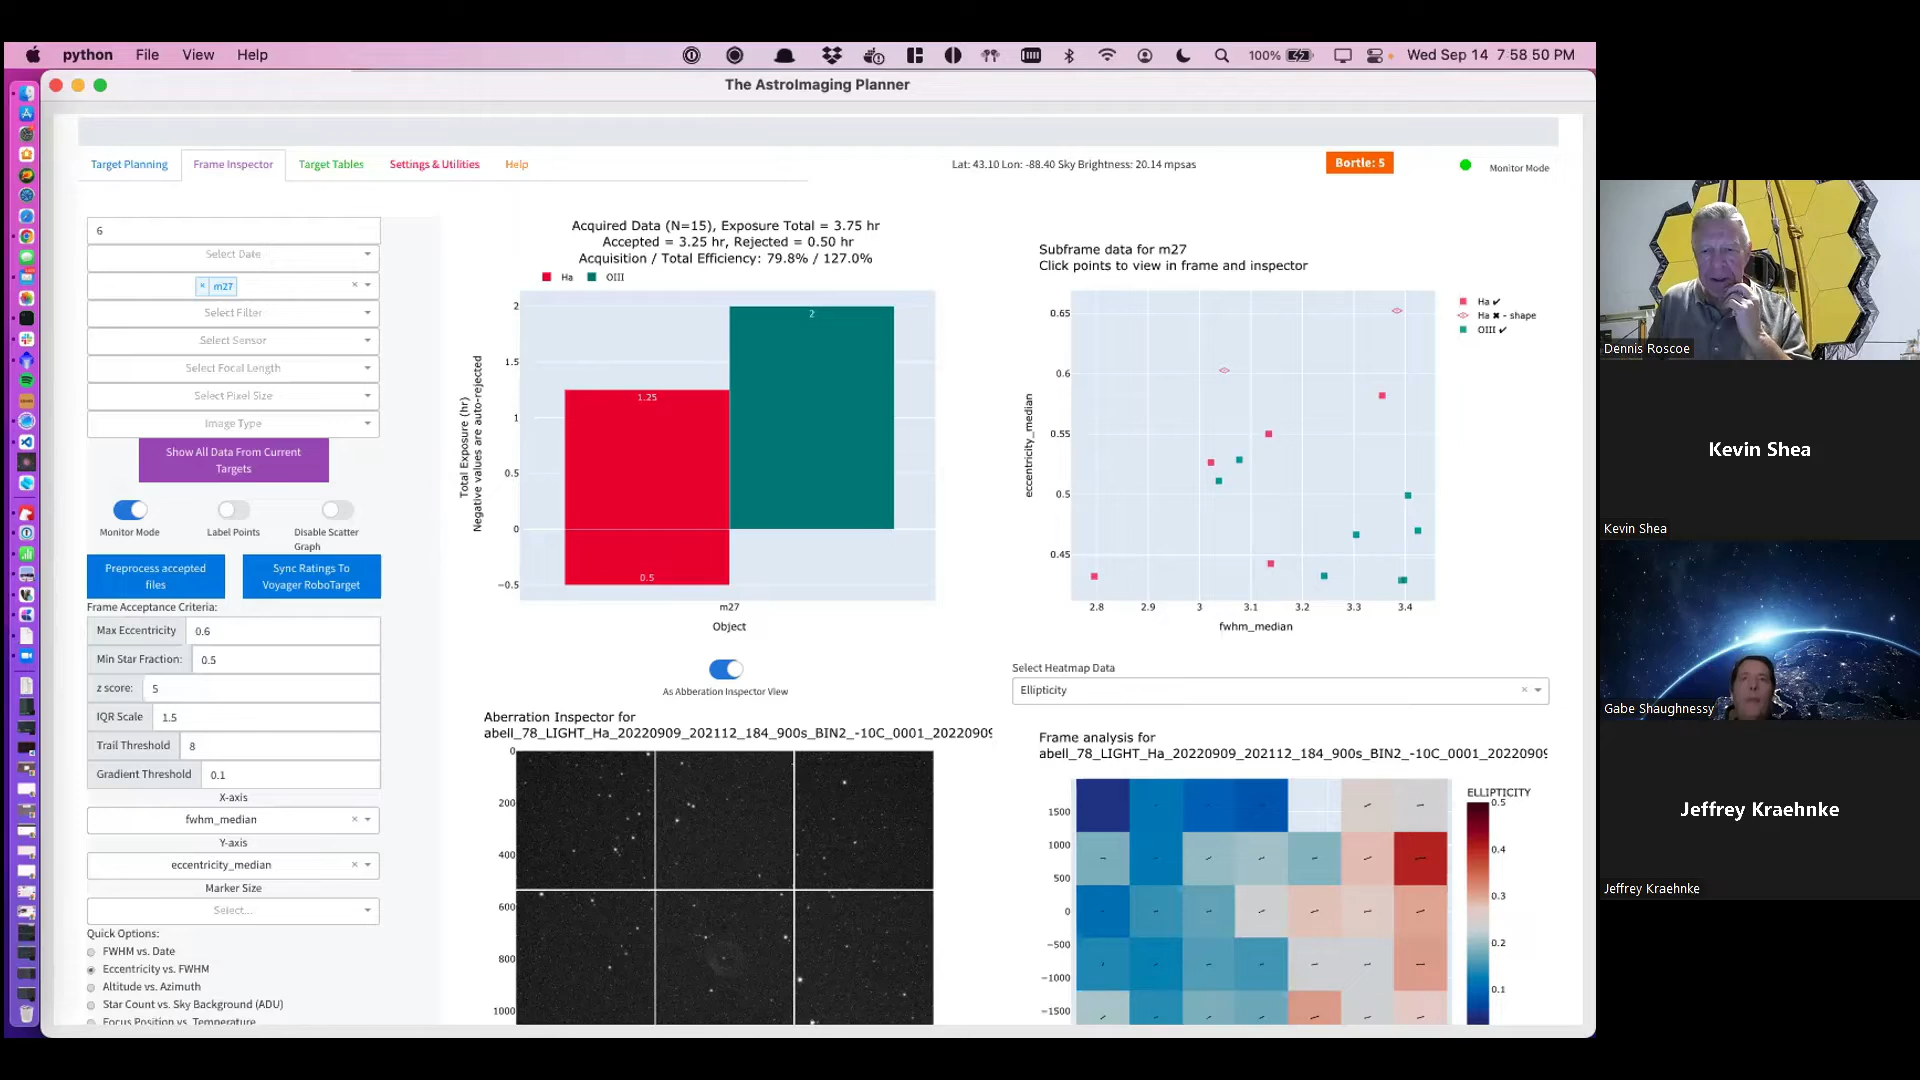 python File View Help
100% Wed Sep 14 7:58 50 PM
The AstroImaging Planner
Target Planning Frame Inspector Target Tables Settings & Utilities Help
Lat: 43.10 Lon: -88.40 Sky Brightness: 20.14 mpsas
Bortle: 5
Monitor Mode
6
Select Date
× m27
Select Filter
Select Sensor
Select Focal Length
Select Pixel Size
Image Type
Show All Data From Current
Targets
Monitor Mode
Label Points
Disable Scatter
Graph
Preprocess accepted
files
Sync Ratings To
Voyager RoboTarget
Frame Acceptance Criteria:
Max Eccentricity 0.6
Min Star Fraction: 0.5
z score: 5
IQR Scale 1.5
Trail Threshold 8
Gradient Threshold 0.1
X-axis
fwhm_median
Y-axis
eccentricity_median
Marker Size
Select...
Quick Options:
FWHM vs. Date
Eccentricity vs. FWHM
Altitude vs. Azimuth
Star Count vs. Sky Background (ADU)
Focus Position vs. Temperature
Acquired Data (N=15), Exposure Total = 3.75 hr
Accepted = 3.25 hr, Rejected = 0.50 hr
Acquisition / Total Efficiency: 79.8% / 127.0%
Ha OIII
Total Exposure (hr)
Negative values are auto-rejected
2
1.5
1
0.5
0
−0.5
2
1.25
0.5
m27
Object
As Abberation Inspector View
Aberration Inspector for
abell_78_LIGHT_Ha_20220909_202112_184_900s_BIN2_-10C_0001_20220909
0
200
400
600
800
1000
Subframe data for m27
Click points to view in frame and inspector
Ha ✔
Ha ✖ - shape
OIII ✔
eccentricity_median
0.65
0.6
0.55
0.5
0.45
2.8 2.9 3 3.1 3.2 3.3 3.4
fwhm_median
Select Heatmap Data
Ellipticity
Frame analysis for
abell_78_LIGHT_Ha_20220909_202112_184_900s_BIN2_-10C_0001_20220909
1500
1000
500
0
−500
−1000
−1500
ELLIPTICITY
0.5
0.4
0.3
0.2
0.1
Dennis Roscoe
Kevin Shea
Kevin Shea
Gabe Shaughnessy
Jeffrey Kraehnke
Jeffrey Kraehnke